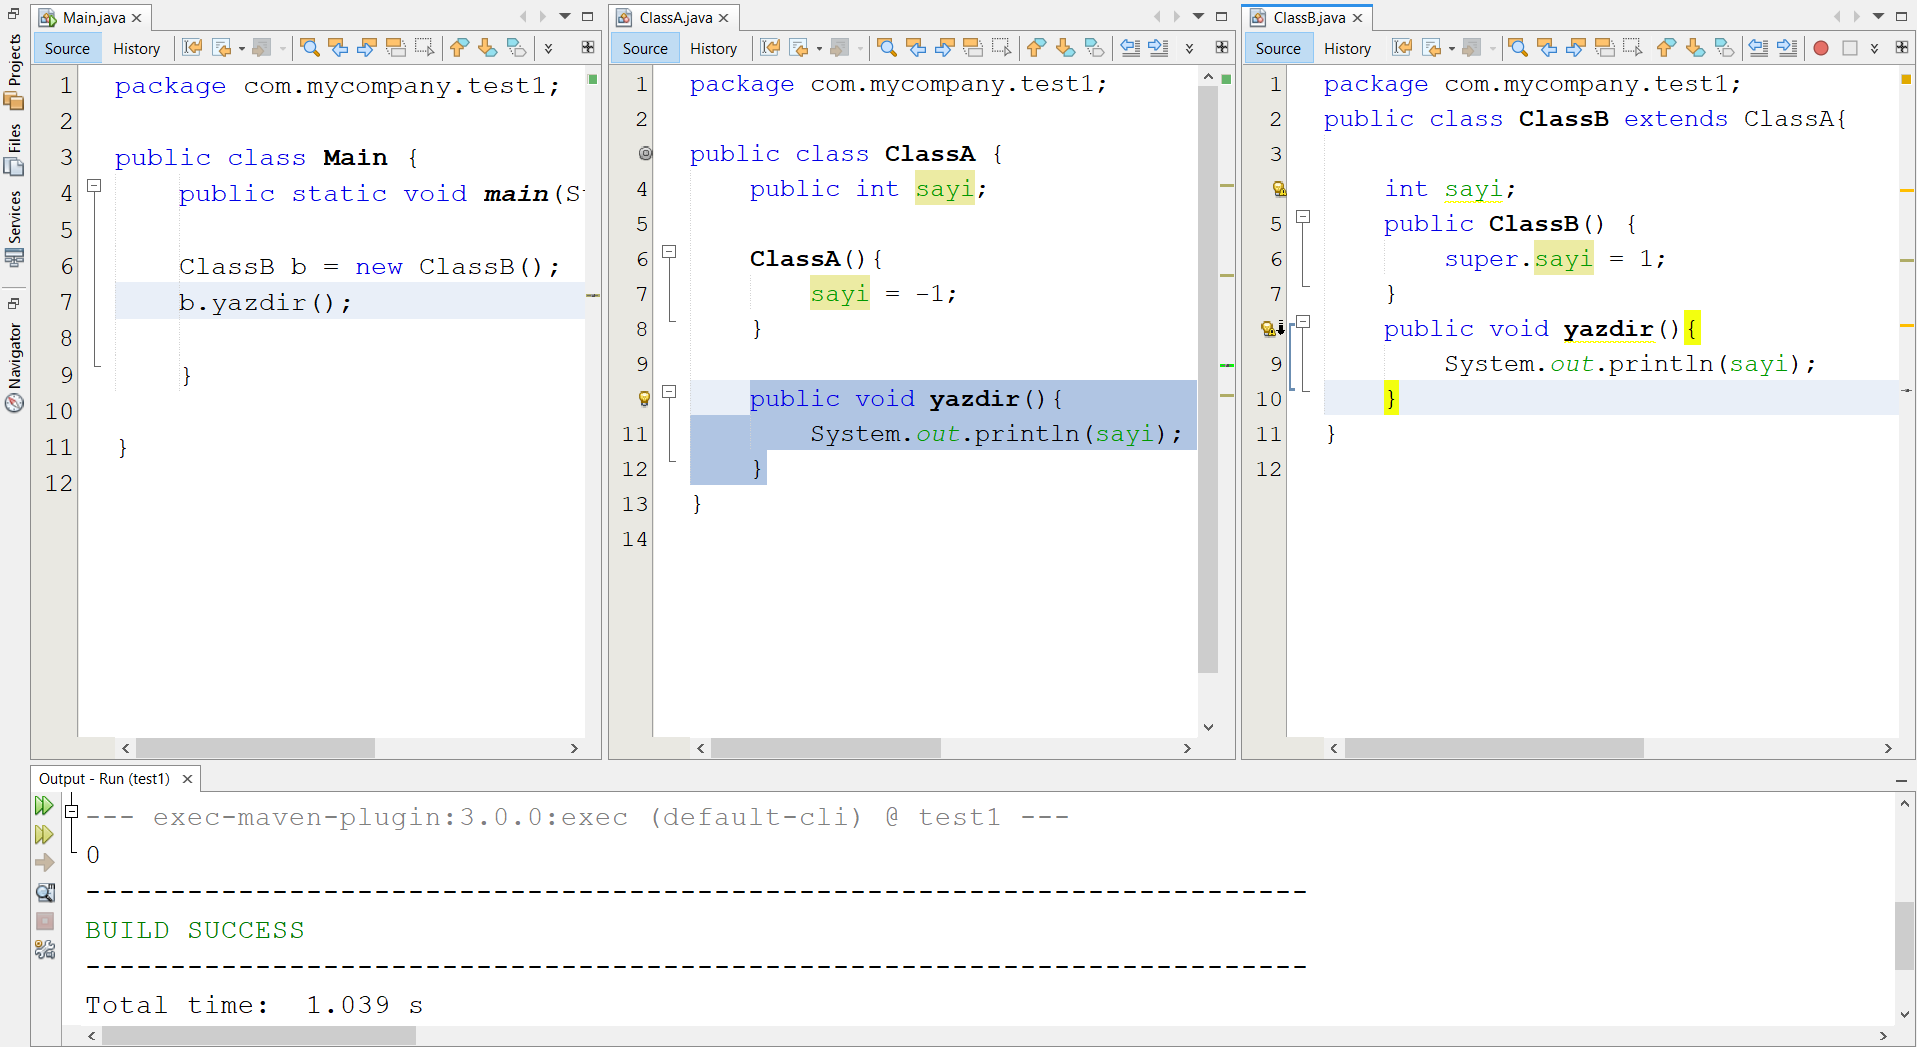 Projects
Files
Services
Navigator
Main.java
Source
History
1 package com.mycompany.test1;
2
3 public class Main {
4 public static void main(S
5
6 ClassB b = new ClassB();
7 b.yazdir();
8
9 }
10
11 }
12
ClassA.java
Source
History
1 package com.mycompany.test1;
2
public class ClassA {
4 public int sayi;
5
6 ClassA(){
7 sayi = -1;
8 }
9
public void yazdir(){
11 System.out.println(sayi);
12 }
13 }
14
ClassB.java
Source
History
1 package com.mycompany.test1;
2 public class ClassB extends ClassA{
3
int sayi;
5 public ClassB() {
6 super.sayi = 1;
7 }
public void yazdir(){
9 System.out.println(sayi);
10 }
11 }
12
Output - Run (test1)
--- exec-maven-plugin:3.0.0:exec (default-cli) @ test1 ---
0
------------------------------------------------------------------------
BUILD SUCCESS
------------------------------------------------------------------------
Total time:  1.039 s